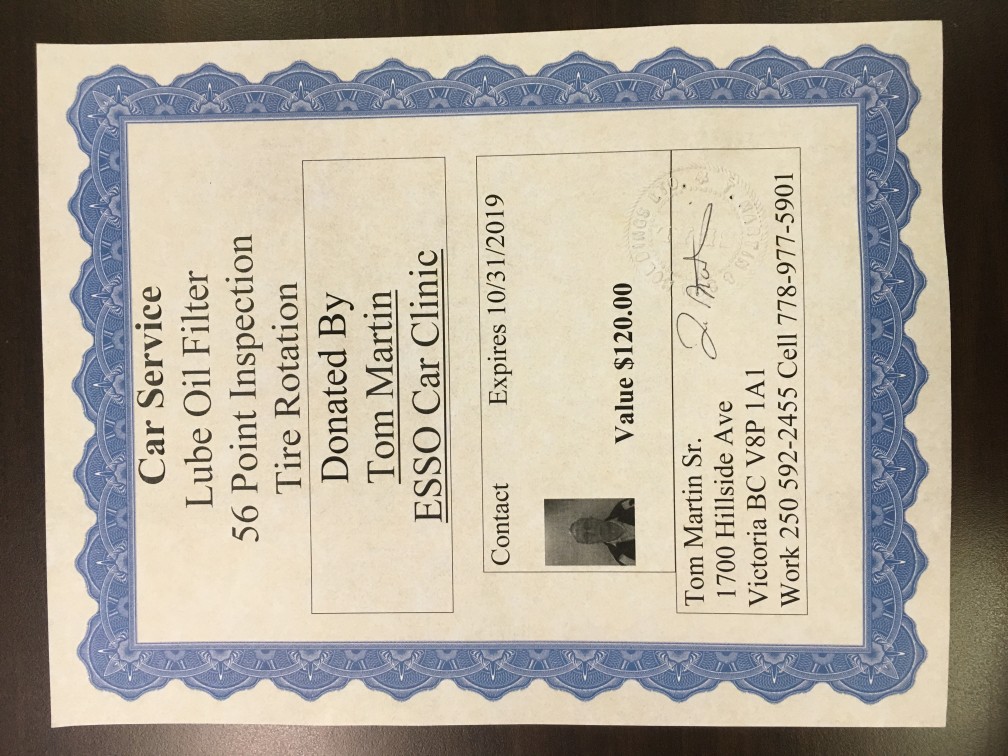 Car Service
Lube Oil Filter
56 Point Inspection
Tire Rotation
Donated By
Tom Martin
ESSO Car Clinic
Contact Expires 10/31/2019
Value $120.00
Tom Martin Sr.
1700 Hillside Ave
Victoria BC V8P 1A1
Work 250 592-2455 Cell 778-977-5901